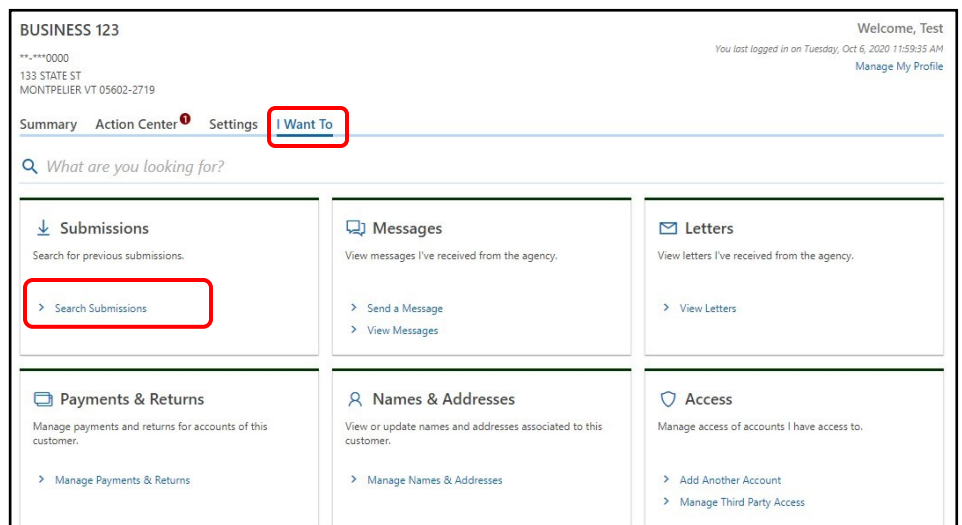 BUSINESS 123
Welcome, Test
**-***0000
You last logged in on Tuesday, Oct 6, 2020 11:59:35 AM
133 STATE ST
Manage My Profile
MONTPELIER VT 05602-2719
Summary Action Center 1 Settings I Want To
What are you looking for?
Submissions
Search for previous submissions.
> Search Submissions
Messages
View messages I've received from the agency.
> Send a Message
> View Messages
Letters
View letters I've received from the agency.
> View Letters
Payments & Returns
Manage payments and returns for accounts of this
customer.
> Manage Payments & Returns
Names & Addresses
View or update names and addresses associated to this
customer.
> Manage Names & Addresses
Access
Manage access of accounts I have access to.
> Add Another Account
> Manage Third Party Access